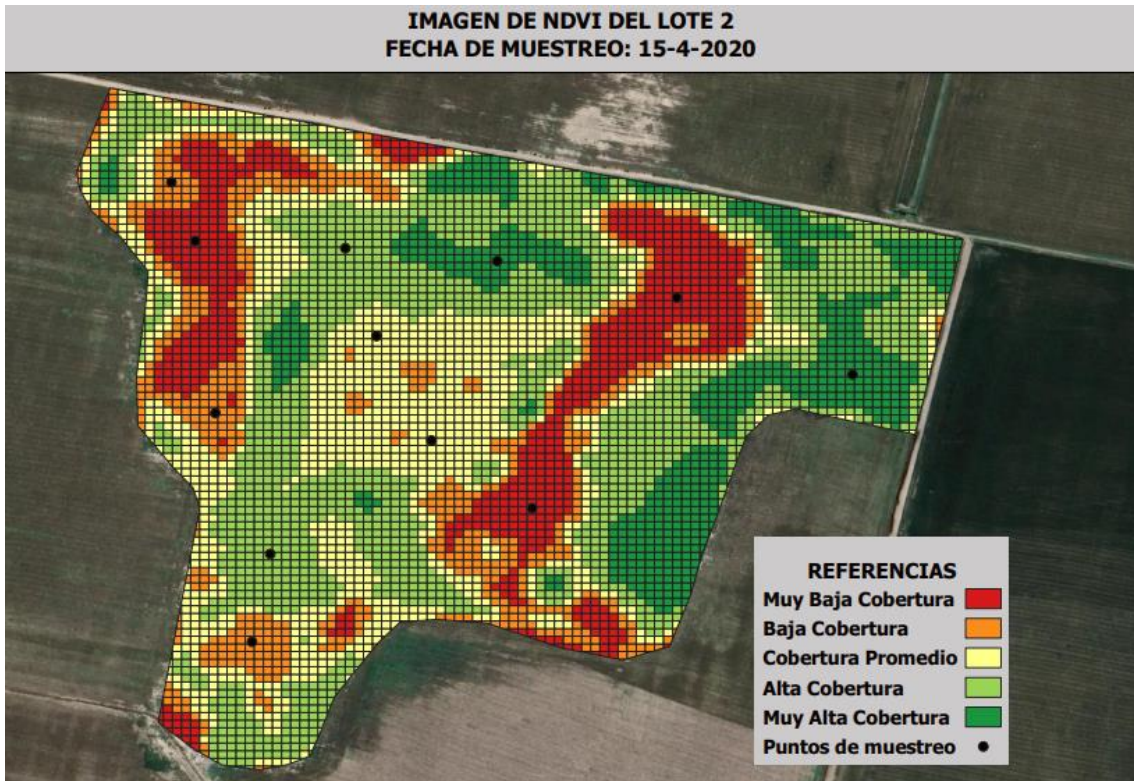 IMAGEN DE NDVI DEL LOTE 2
FECHA DE MUESTREO: 15-4-2020
REFERENCIAS
Muy Baja Cobertura
Baja Cobertura
Cobertura Promedio
Alta Cobertura
Muy Alta Cobertura
Puntos de muestreo